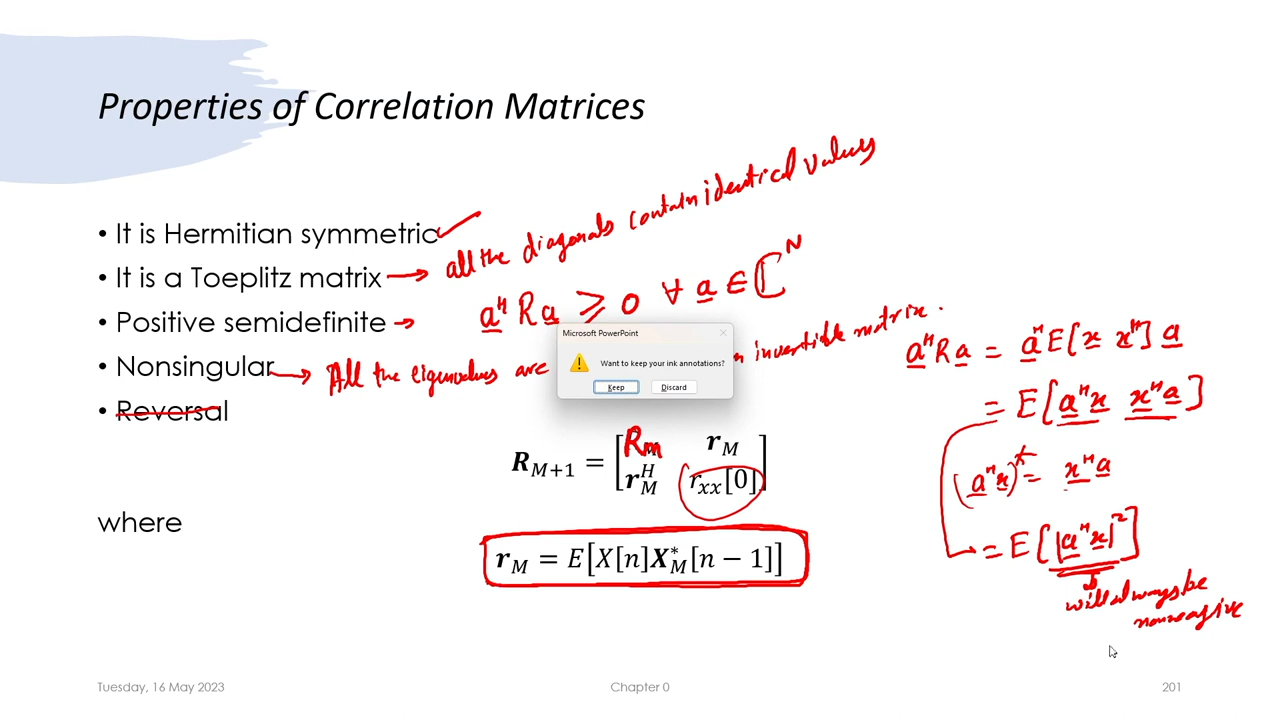 Properties of Correlation Matrices
• It is Hermitian symmetric
• It is a Toeplitz matrix → all the diagonals contain identical values
• Positive semidefinite → a^H R a ≥ 0 ∀ a ∈ ℂ^N
• Nonsingular → All the eigenvalues are invertible matrix.
• Reversal
a^H R a = a^H E[x x^H] a
= E[a^H x x^H a]
(a^H x)^* = x^H a
= E[|a^H x|^2]
will always be
R_{M+1} = [R_m r_M
r_M^H r_{xx}[0]]
where
r_M = E[X[n]X_M^*[n − 1]]
Microsoft PowerPoint
Want to keep your ink annotations?
Keep Discard
Tuesday, 16 May 2023 Chapter 0 201